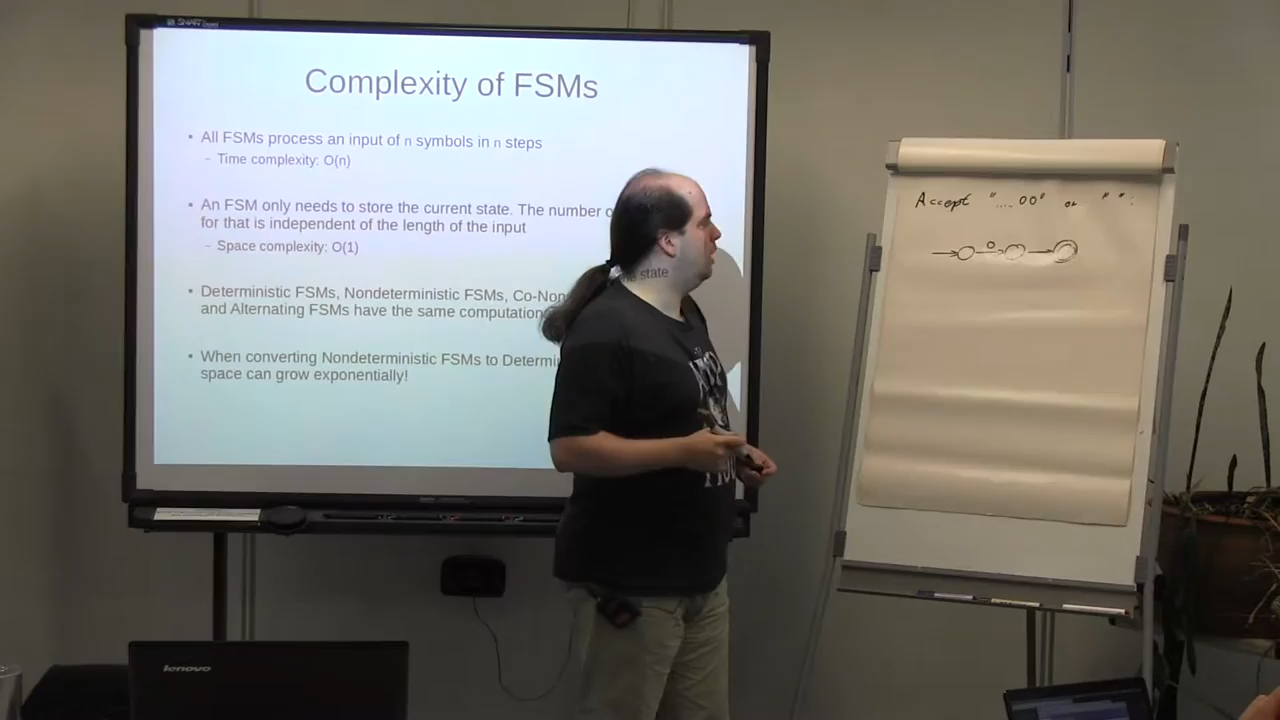 SMART Board
Complexity of FSMs
• All FSMs process an input of n symbols in n steps
– Time complexity: O(n)
• An FSM only needs to store the current state. The number o
for that is independent of the length of the input
– Space complexity: O(1)
the state
• Deterministic FSMs, Nondeterministic FSMs, Co-Non
and Alternating FSMs have the same computation
• When converting Nondeterministic FSMs to Determi
space can grow exponentially!
Accept "....00" or " ":
0
lenovo